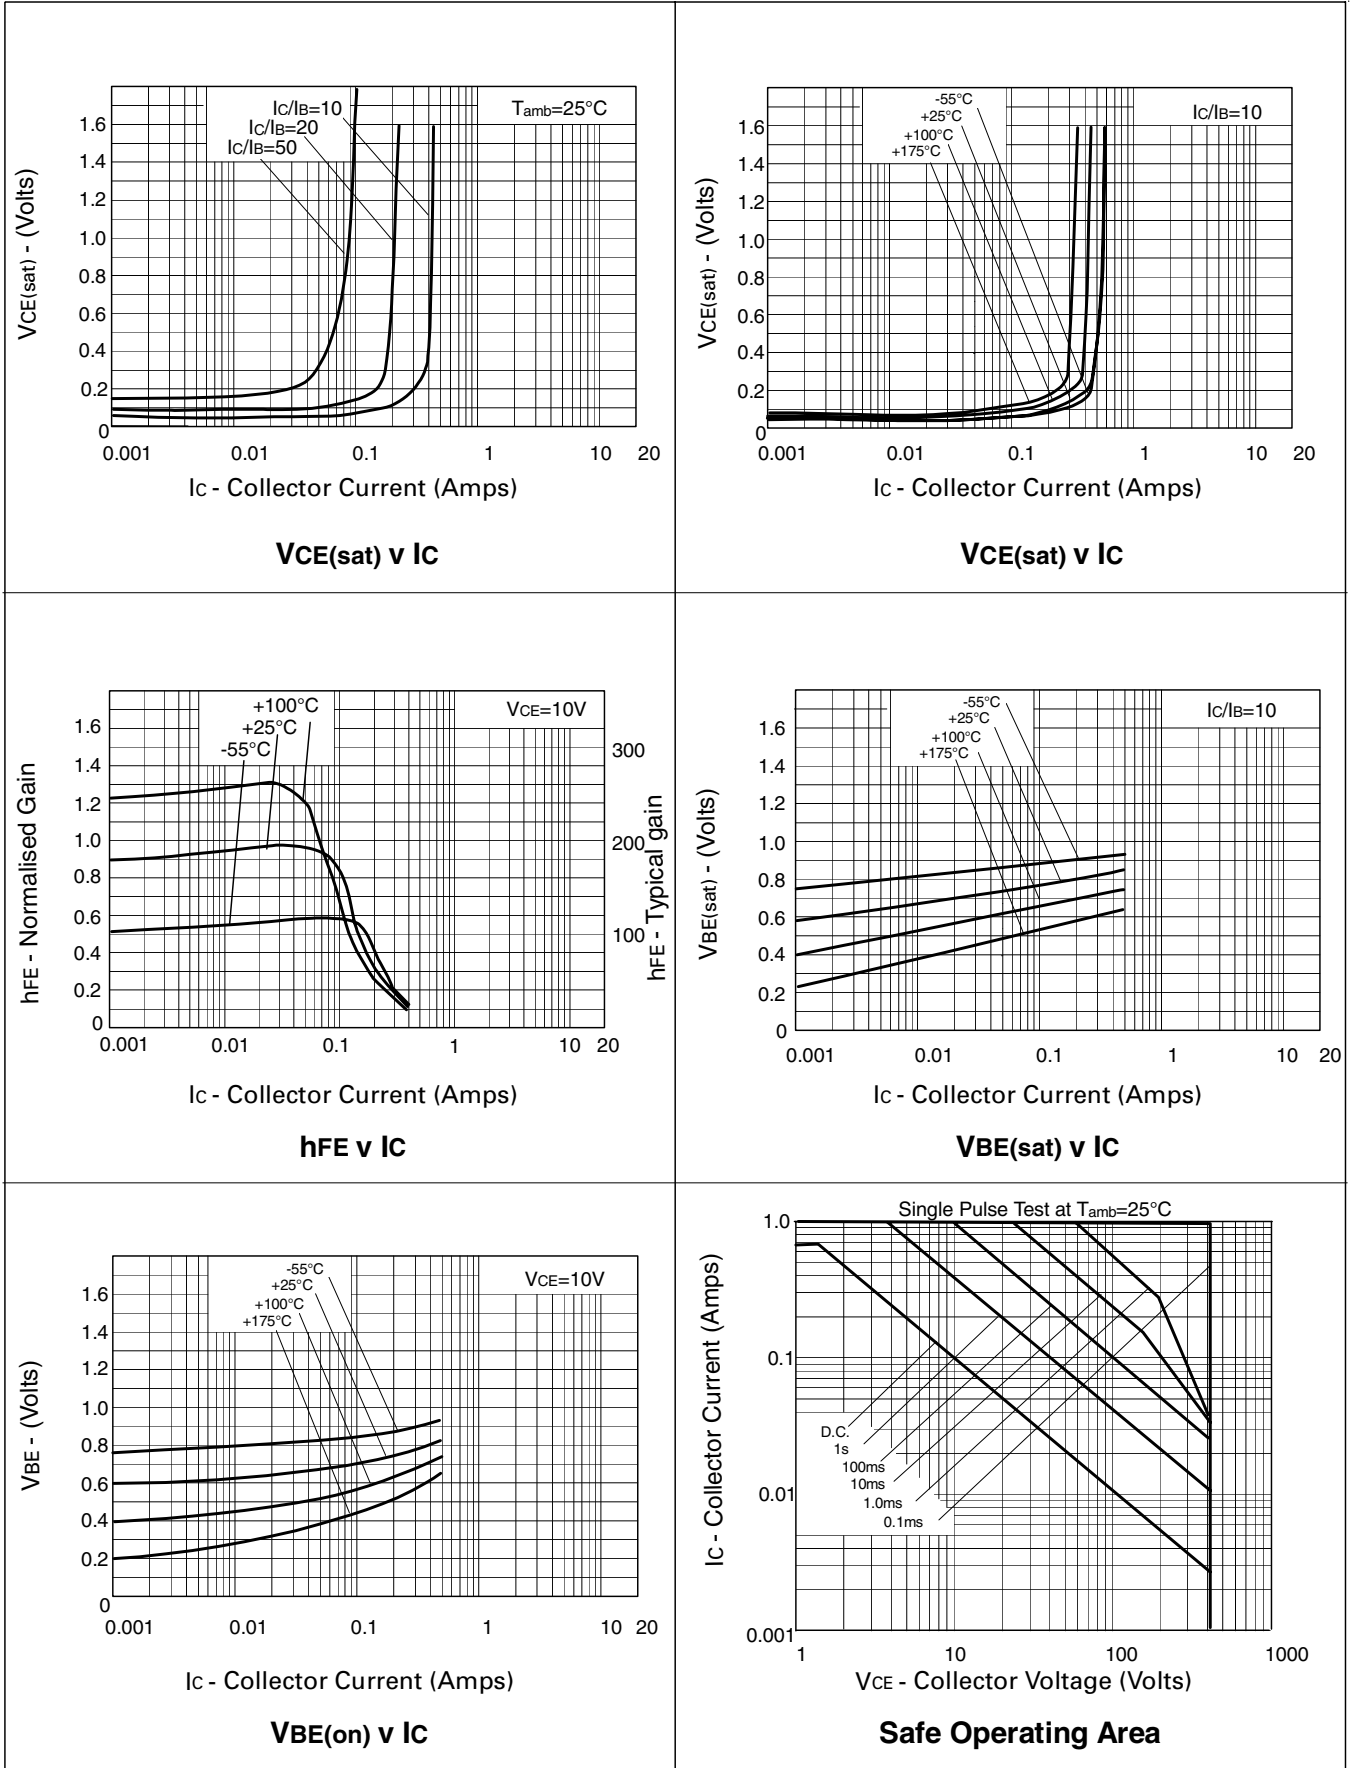 IC/IB=10
IC/IB=20
IC/IB=50
Tamb=25°C
1.6
1.4
1.2
1.0
0.8
0.6
0.4
0.2
0
VCE(sat) - (Volts)
0.001 0.01 0.1 1 10 20
IC - Collector Current (Amps)
VCE(sat) v IC
-55°C
+25°C
+100°C
+175°C
IC/IB=10
1.6
1.4
1.2
1.0
0.8
0.6
0.4
0.2
0
VCE(sat) - (Volts)
0.001 0.01 0.1 1 10 20
IC - Collector Current (Amps)
VCE(sat) v IC
+100°C
+25°C
-55°C
VCE=10V
1.6
1.4
1.2
1.0
0.8
0.6
0.4
0.2
0
hFE - Normalised Gain
300
200
100
hFE - Typical gain
0.001 0.01 0.1 1 10 20
IC - Collector Current (Amps)
hFE v IC
-55°C
+25°C
+100°C
+175°C
IC/IB=10
1.6
1.4
1.2
1.0
0.8
0.6
0.4
0.2
0
VBE(sat) - (Volts)
0.001 0.01 0.1 1 10 20
IC - Collector Current (Amps)
VBE(sat) v IC
-55°C
+25°C
+100°C
+175°C
VCE=10V
1.6
1.4
1.2
1.0
0.8
0.6
0.4
0.2
0
VBE - (Volts)
0.001 0.01 0.1 1 10 20
IC - Collector Current (Amps)
VBE(on) v IC
Single Pulse Test at Tamb=25°C
1.0
0.1
0.01
0.001
IC - Collector Current (Amps)
D.C.
1s
100ms
10ms
1.0ms
0.1ms
1 10 100 1000
VCE - Collector Voltage (Volts)
Safe Operating Area